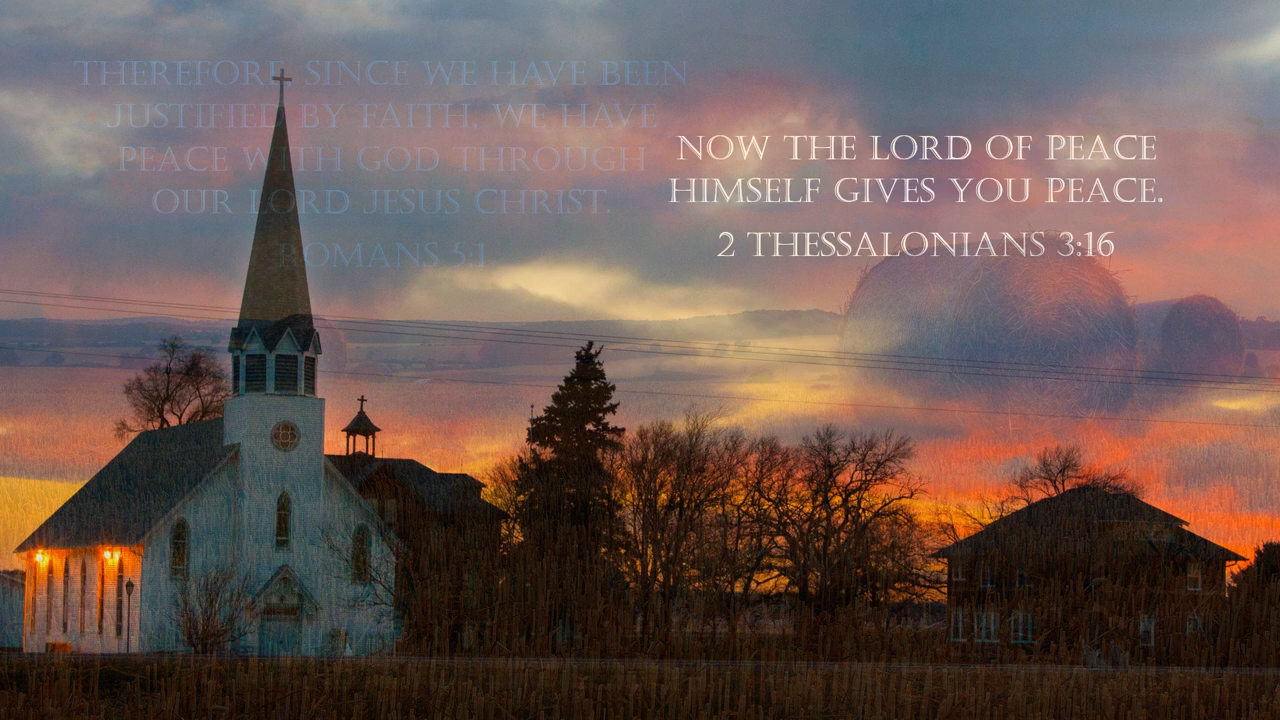 THEREFORE, SINCE WE HAVE BEEN
JUSTIFIED BY FAITH, WE HAVE
PEACE WITH GOD THROUGH
OUR LORD JESUS CHRIST.
ROMANS 5:1
NOW THE LORD OF PEACE
HIMSELF GIVES YOU PEACE.
2 THESSALONIANS 3:16